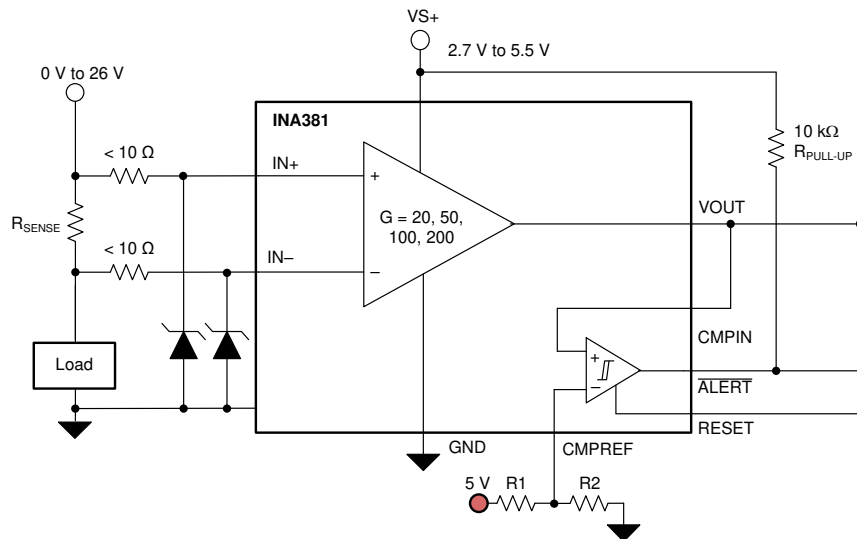 VS+
2.7 V to 5.5 V
0 V to 26 V
INA381
10 kΩ
RPULL-UP
< 10 Ω
IN+
+
G = 20, 50,
100, 200
VOUT
RSENSE
< 10 Ω
IN–
–
CMPIN
Load
+
–
ALERT
RESET
GND
CMPREF
5 V
R1
R2